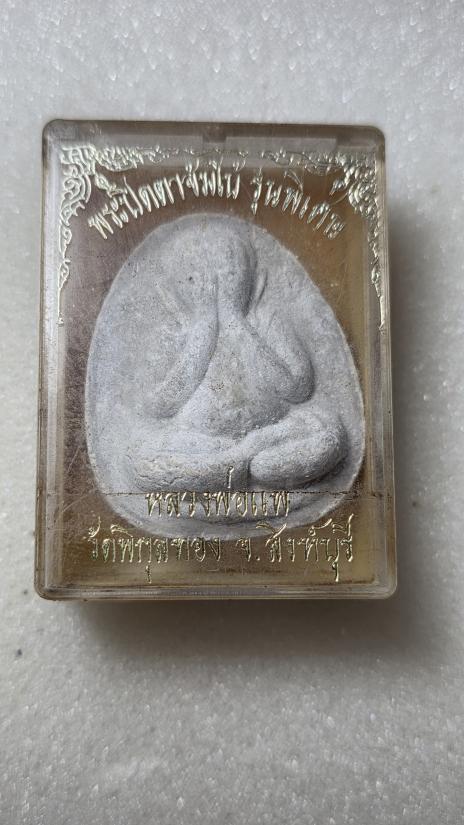 พระปิดตาจัมโบ้ รุ่นพิเศษ
หลวงพ่อแพ
วัดพิกุลทอง จ.สิงห์บุรี